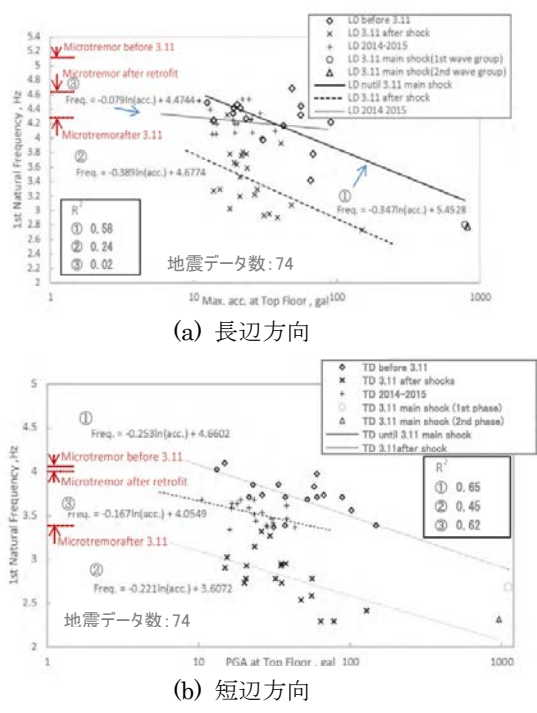 1st Natural Frequency , Hz
5.4
5.2
5
4.8
4.6
4.4
4.2
4
3.8
3.6
3.4
3.2
3
2.8
2.6
2.4
2.2
2
Microtremor before 3.11
Microtremor after retrofit
③
Freq. = -0.079ln(acc.) + 4.4744
Microtremorafter 3.11
②
Freq. = -0.389ln(acc.) + 4.6774
①
Freq. = -0.347ln(acc.) + 5.4528
R²
① 0.58
② 0.24
③ 0.02
地震データ数: 74
LD before 3.11
LD 3.11 after shock
LD 2014-2015
LD 3.11 main shock(1st wave group)
LD 3.11 main shock(2nd wave group)
LD nutil 3.11 main shock
LD 3.11 after shock
LD 2014 2015
1
10
100
1000
Max. acc. at Top Floor, gal
(a) 長辺方向
1st Natural Frequency , Hz
5
4.5
4
3.5
3
2.5
2
①
Freq. = -0.253ln(acc.) + 4.6602
Microtremor before 3.11
Microtremor after retrofit
③
Freq. = -0.167ln(acc.) + 4.0549
Microtremorafter 3.11
②
Freq. = -0.221ln(acc.) + 3.6072
地震データ数: 74
TD before 3.11
TD 3.11 after shocks
TD 2014-2015
TD 3.11 main shock (1st phase)
TD 3.11 main shock (2nd phase)
TD until 3.11 main shock
TD 3.11after shock
R²
① 0.65
② 0.45
③ 0.62
1
10
100
1000
PGA at Top Floor, gal
(b) 短辺方向